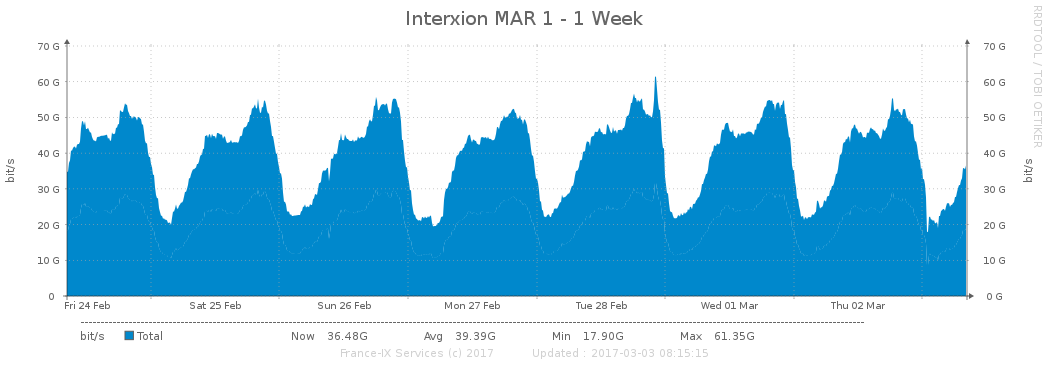 Interxion MAR 1 - 1 Week
RRDTOOL / TOBI OETIKER
bit/s
bit/s
70 G 70 G
60 G 60 G
50 G 50 G
40 G 40 G
30 G 30 G
20 G 20 G
10 G 10 G
0 0 G
Fri 24 Feb Sat 25 Feb Sun 26 Feb Mon 27 Feb Tue 28 Feb Wed 01 Mar Thu 02 Mar
bit/s Total Now 36.48G Avg 39.39G Min 17.90G Max 61.35G
France-IX Services (c) 2017 Updated : 2017-03-03 08:15:15